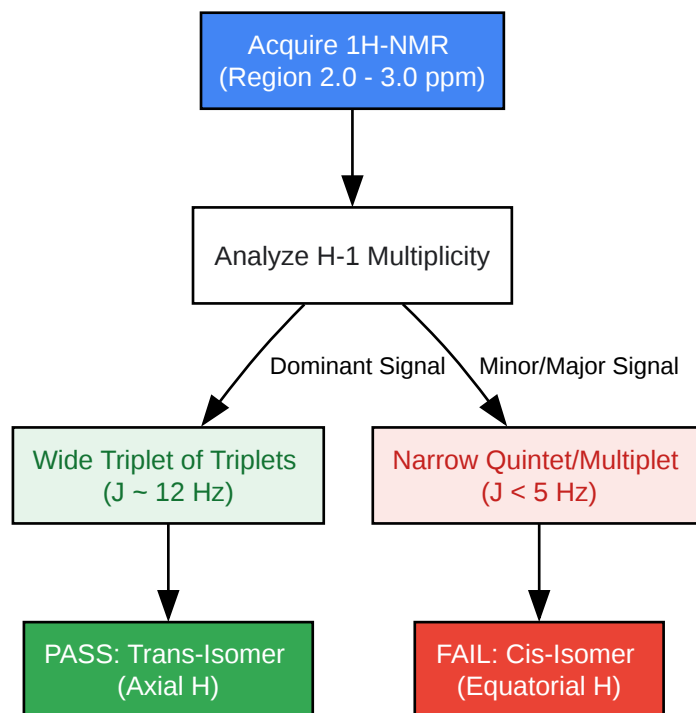 Acquire 1H-NMR
(Region 2.0 - 3.0 ppm)
Analyze H-1 Multiplicity
Dominant Signal
Minor/Major Signal
Wide Triplet of Triplets
(J ~ 12 Hz)
Narrow Quintet/Multiplet
(J < 5 Hz)
PASS: Trans-Isomer
(Axial H)
FAIL: Cis-Isomer
(Equatorial H)